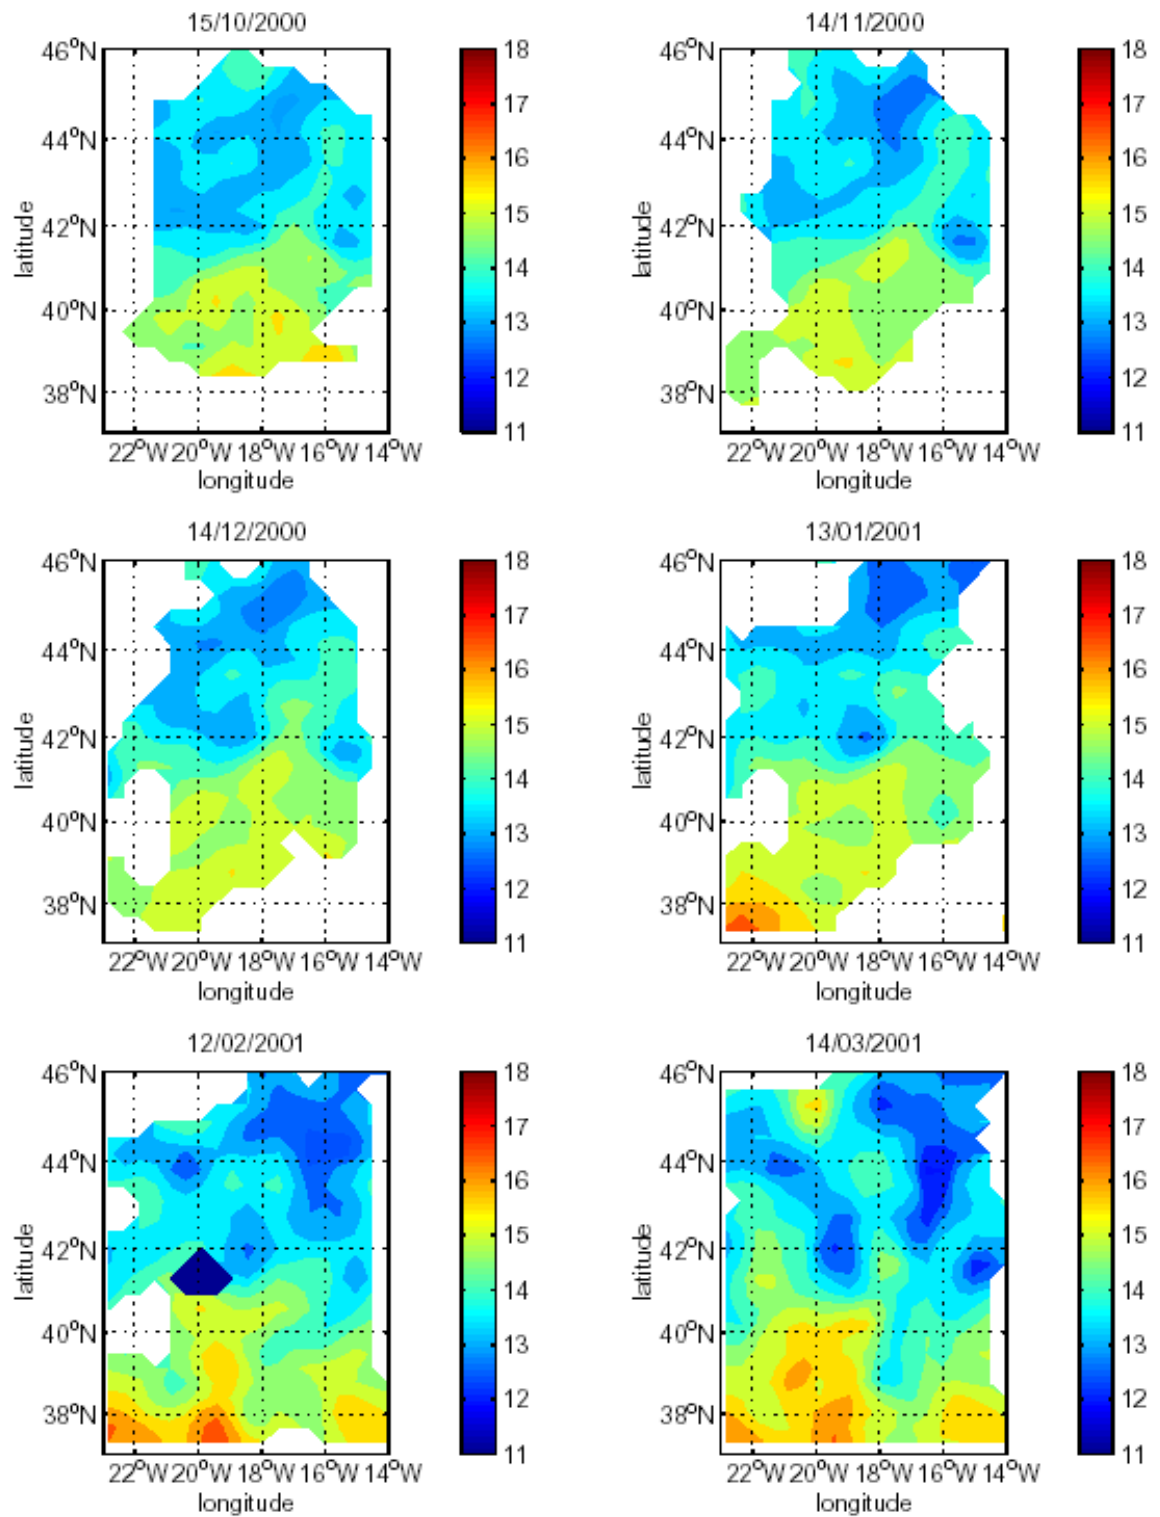 15/10/2000 14/11/2000
46°N 18 46°N 18
17 17
44°N 16 44°N 16
latitude 42°N 15 latitude 42°N 15
14 14
40°N 13 40°N 13
12 12
38°N 11 38°N 11
22°W 20°W 18°W 16°W 14°W 22°W 20°W 18°W 16°W 14°W
longitude longitude
14/12/2000 13/01/2001
46°N 18 46°N 18
17 17
44°N 16 44°N 16
latitude 42°N 15 latitude 42°N 15
14 14
40°N 13 40°N 13
12 12
38°N 11 38°N 11
22°W 20°W 18°W 16°W 14°W 22°W 20°W 18°W 16°W 14°W
longitude longitude
12/02/2001 14/03/2001
46°N 18 46°N 18
17 17
44°N 16 44°N 16
latitude 42°N 15 latitude 42°N 15
14 14
40°N 13 40°N 13
12 12
38°N 11 38°N 11
22°W 20°W 18°W 16°W 14°W 22°W 20°W 18°W 16°W 14°W
longitude longitude